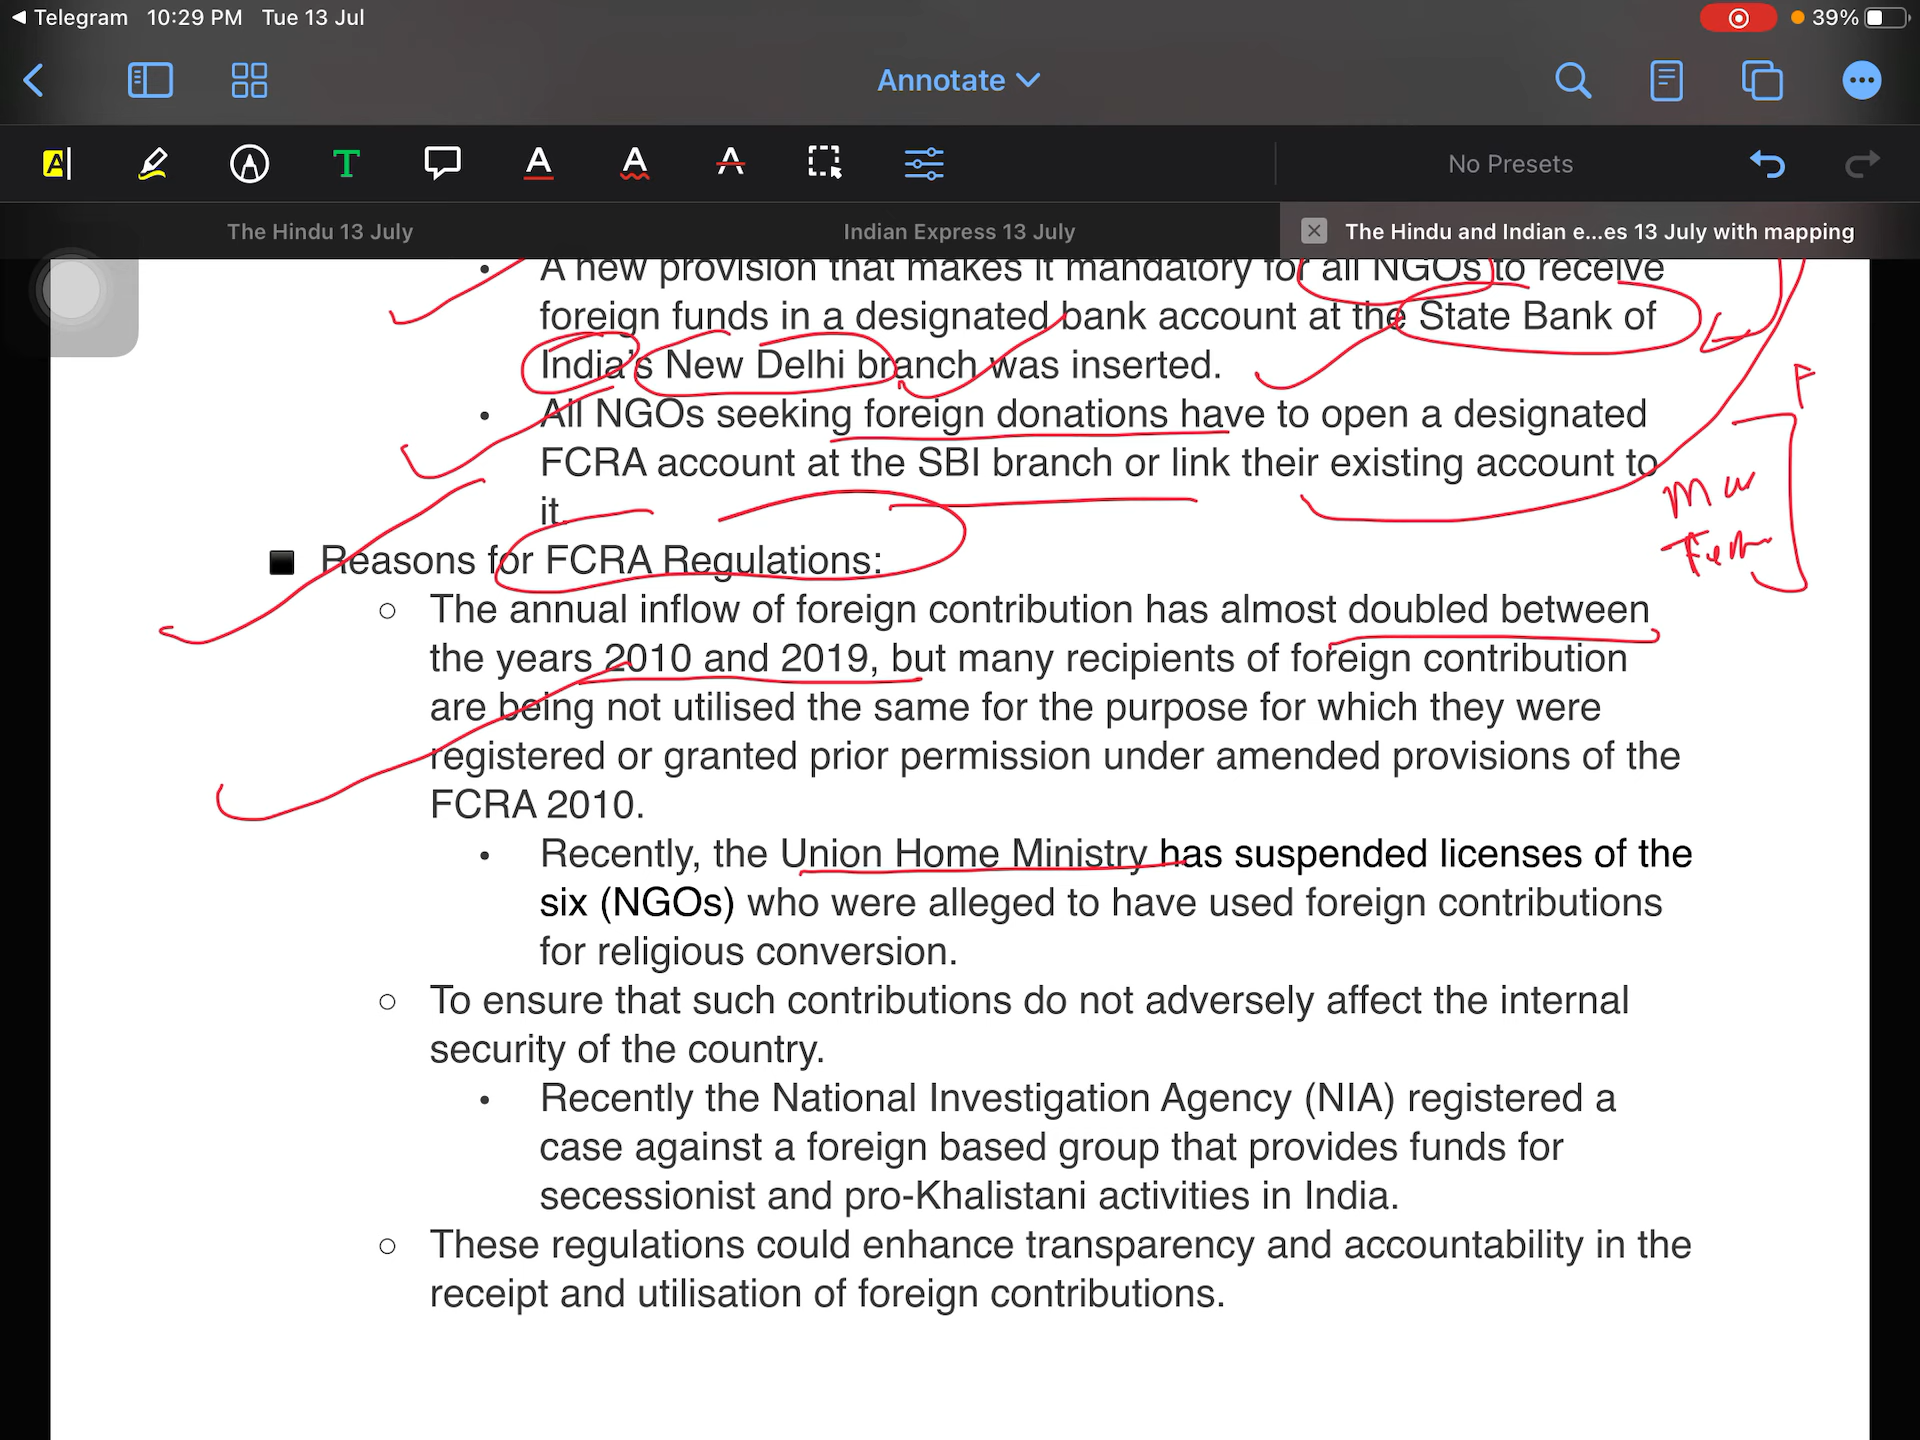 Telegram 10:29 PM Tue 13 Jul 39%
Annotate
No Presets
The Hindu 13 July Indian Express 13 July The Hindu and Indian e...es 13 July with mapping
• A new provision that makes it mandatory for all NGOs to receive
foreign funds in a designated bank account at the State Bank of
India's New Delhi branch was inserted.
• All NGOs seeking foreign donations have to open a designated
FCRA account at the SBI branch or link their existing account to
it.
■ Reasons for FCRA Regulations:
○ The annual inflow of foreign contribution has almost doubled between
the years 2010 and 2019, but many recipients of foreign contribution
are being not utilised the same for the purpose for which they were
registered or granted prior permission under amended provisions of the
FCRA 2010.
• Recently, the Union Home Ministry has suspended licenses of the
six (NGOs) who were alleged to have used foreign contributions
for religious conversion.
○ To ensure that such contributions do not adversely affect the internal
security of the country.
• Recently the National Investigation Agency (NIA) registered a
case against a foreign based group that provides funds for
secessionist and pro-Khalistani activities in India.
○ These regulations could enhance transparency and accountability in the
receipt and utilisation of foreign contributions.